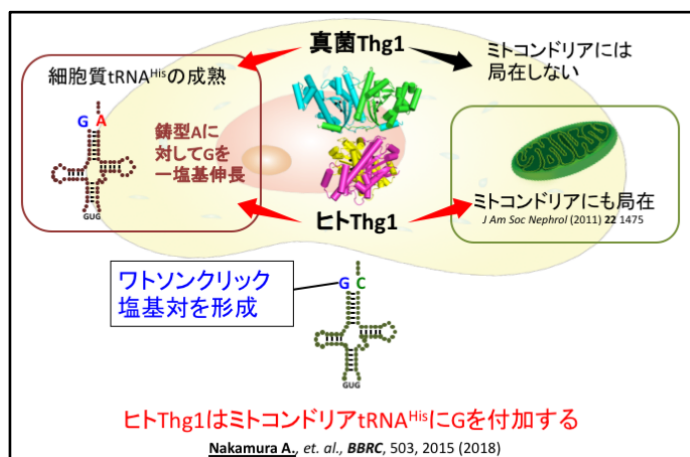 真菌Thg1
ミトコンドリアには
局在しない
細胞質tRNAHisの成熟
G A
鋳型Aに
対してGを
一塩基伸長
GUG
ヒトThg1
ミトコンドリアにも局在
J Am Soc Nephrol (2011) 22 1475
ワトソンクリック
塩基対を形成
G C
GUG
ヒトThg1はミトコンドリアtRNAHisにGを付加する
Nakamura A., et. al., BBRC, 503, 2015 (2018)